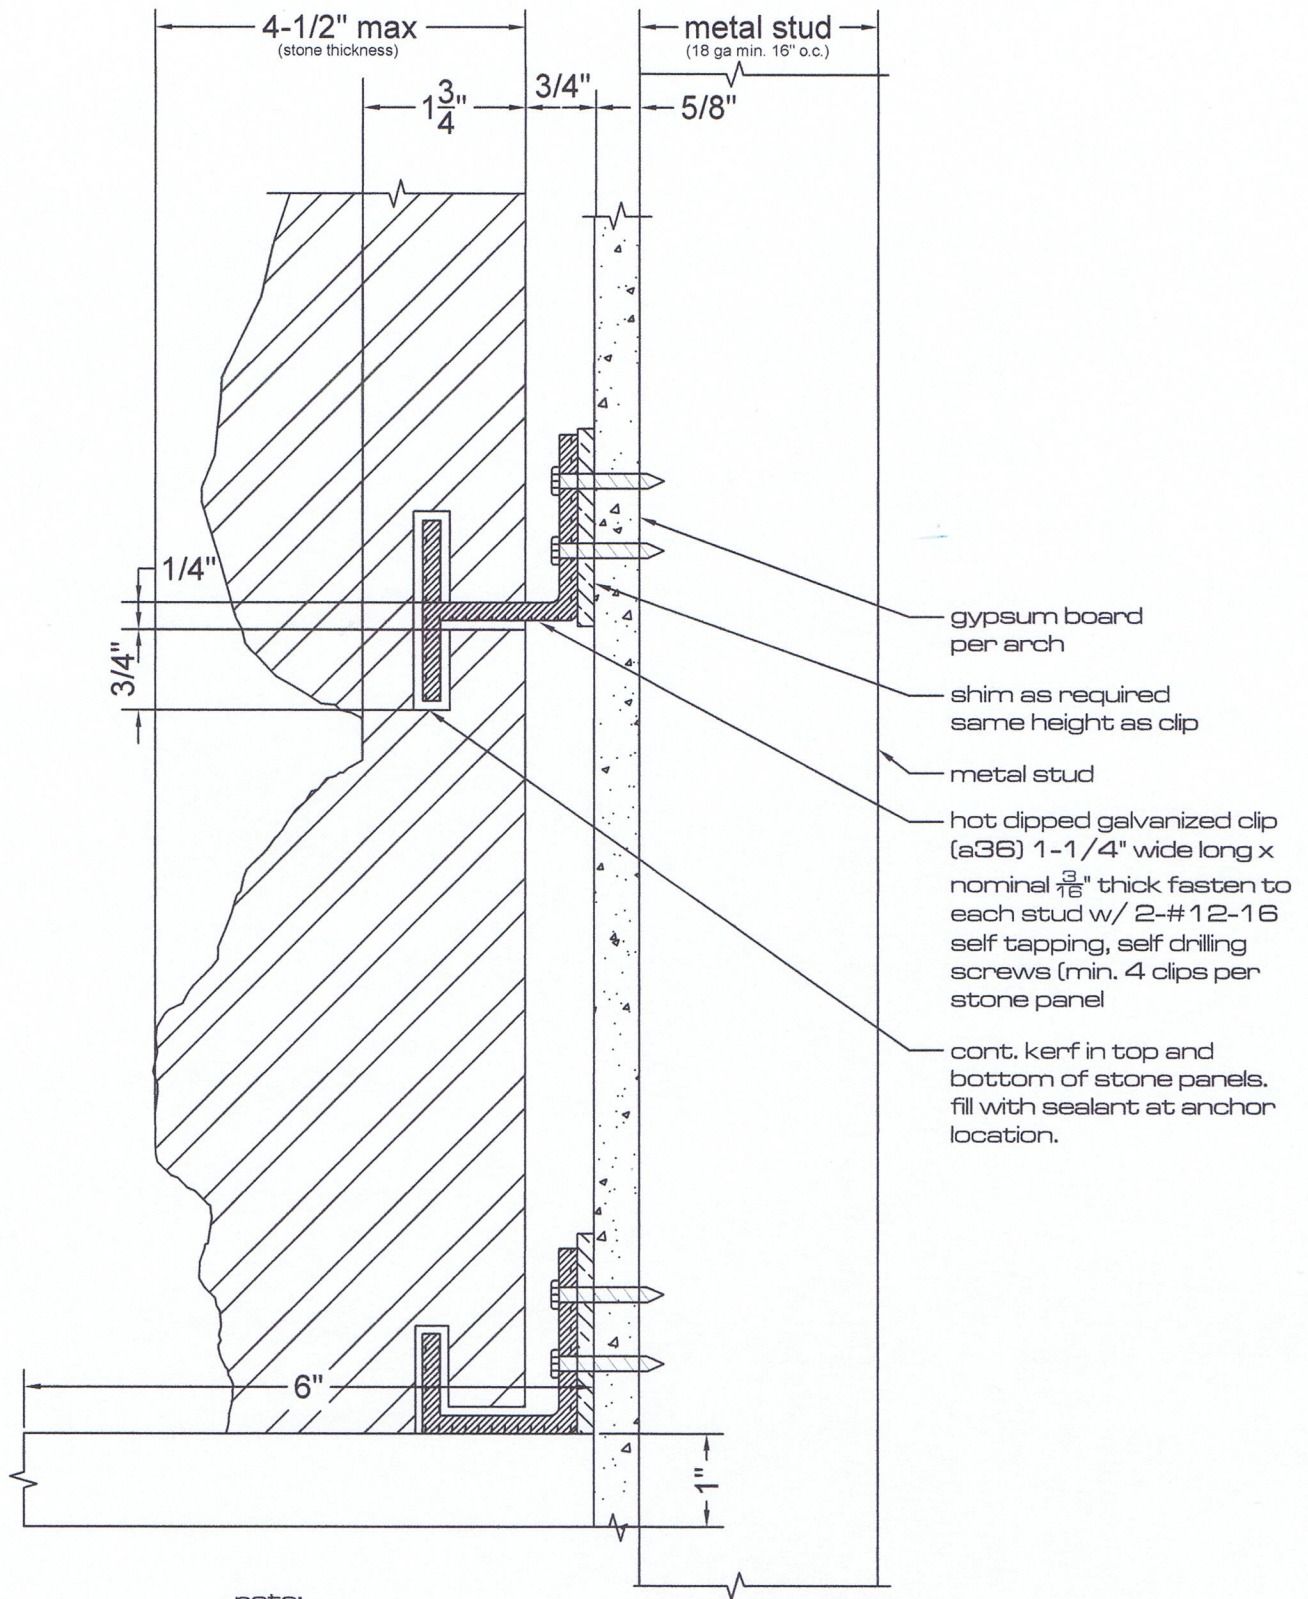 4-1/2" max
(stone thickness)
metal stud
(18 ga min. 16" o.c.)
3/4"
1 3/4"
5/8"
1/4"
3/4"
gypsum board
per arch
shim as required
same height as clip
metal stud
hot dipped galvanized clip
(a36) 1-1/4" wide long x
nominal 3/16" thick fasten to
each stud w/ 2-#12-16
self tapping, self drilling
screws (min. 4 clips per
stone panel
cont. kerf in top and
bottom of stone panels.
fill with sealant at anchor
location.
6"
1"
note: